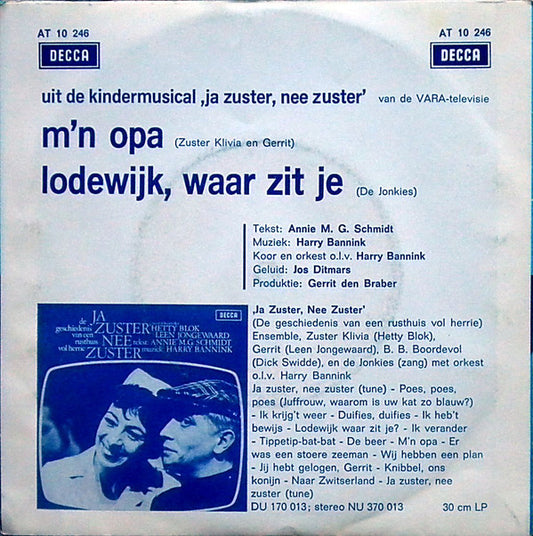 AT 10 246
AT 10 246
DECCA
DECCA
uit de kindermusical ‚ja zuster, nee zuster’ van de VARA-televisie
m’n opa (Zuster Klivia en Gerrit)
lodewijk, waar zit je (De Jonkies)
Tekst: Annie M. G. Schmidt
Muziek: Harry Bannink
Koor en orkest o.l.v. Harry Bannink
Geluid: Jos Ditmars
Produktie: Gerrit den Braber
DECCA
JA
de ZUSTER HETTY BLOK
geschiedenis LEEN JONGEWAARD
van een NEE tekst: ANNIE M.G. SCHMIDT
rusthuis
vol herrie ZUSTER muziek: HARRY BANNINK
‚Ja Zuster, Nee Zuster’
(De geschiedenis van een rusthuis vol herrie)
Ensemble, Zuster Klivia (Hetty Blok),
Gerrit (Leen Jongewaard), B. B. Boordevol
(Dick Swidde), en de Jonkies (zang) met orkest
o.l.v. Harry Bannink
Ja zuster, nee zuster (tune) - Poes, poes,
poes (Juffrouw, waarom is uw kat zo blauw?)
- Ik krijg't weer - Duifies, duifies - Ik heb't
bewijs - Lodewijk waar zit je? - Ik verander
- Tippetip-bat-bat - De beer - M'n opa - Er
was een stoere zeeman - Wij hebben een plan
- Jij hebt gelogen, Gerrit - Knibbel, ons
konijn - Naar Zwitserland - Ja zuster, nee
zuster (tune)
DU 170 013; stereo NU 370 013 30 cm LP